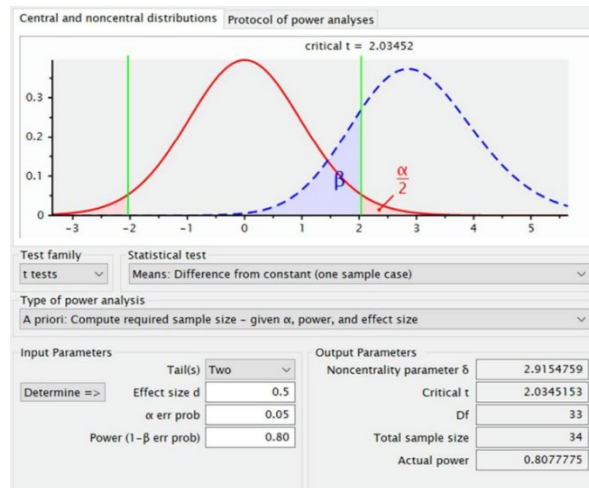 Central and noncentral distributions Protocol of power analyses
critical t = 2.03452
0.3
0.2
0.1
0
β
α
2
-3 -2 -1 0 1 2 3 4 5
Test family Statistical test
t tests Means: Difference from constant (one sample case)
Type of power analysis
A priori: Compute required sample size – given α, power, and effect size
Input Parameters Output Parameters
Tail(s) Two Noncentrality parameter δ 2.9154759
Determine => Effect size d 0.5 Critical t 2.0345153
α err prob 0.05 Df 33
Power (1-β err prob) 0.80 Total sample size 34
Actual power 0.8077775